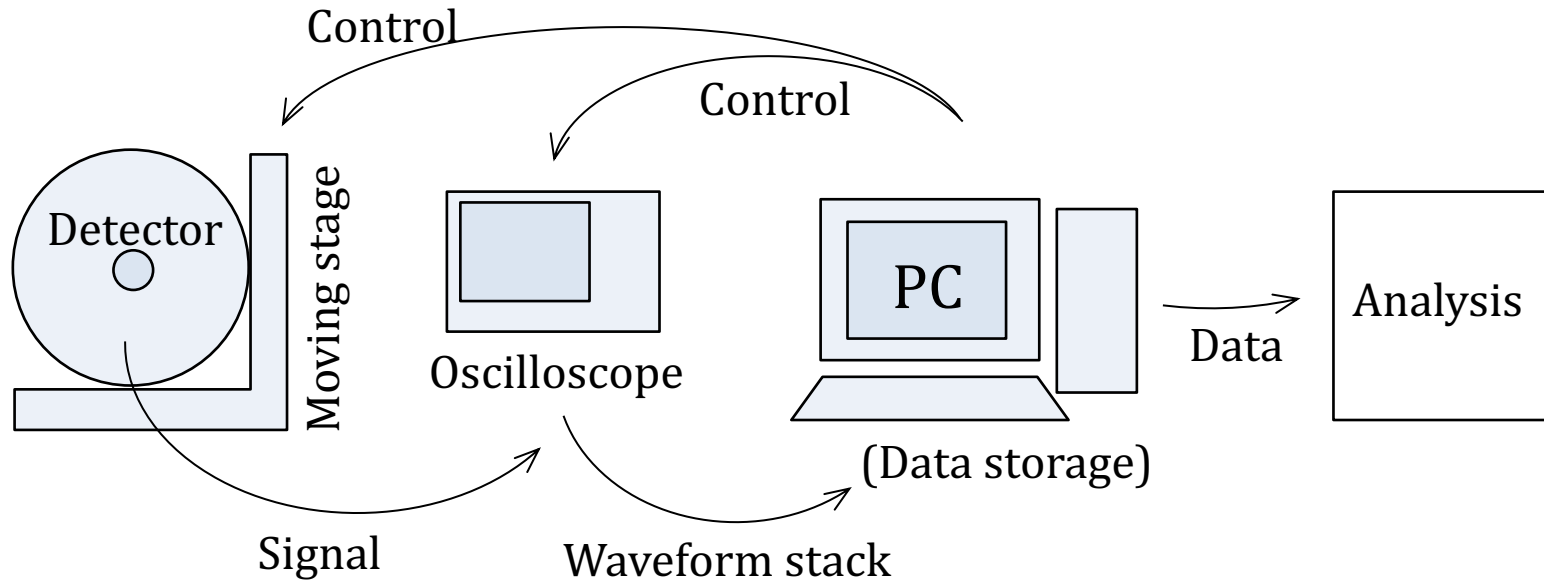 Control
Control
Detector
Moving stage
Oscilloscope
PC
(Data storage)
Data
Analysis
Signal
Waveform stack